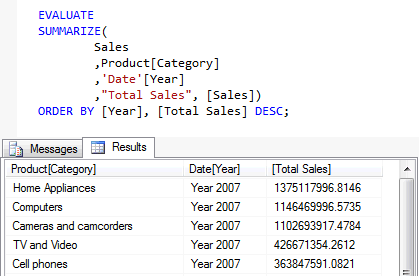 EVALUATE
SUMMARIZE(
Sales
,Product[Category]
,'Date'[Year]
,"Total Sales", [Sales])
ORDER BY [Year], [Total Sales] DESC;
Messages Results
Product[Category] Date[Year] [Total Sales]
Home Appliances Year 2007 1375117996.8146
Computers Year 2007 1146469996.5735
Cameras and camcorders Year 2007 1102693917.4784
TV and Video Year 2007 426671354.2612
Cell phones Year 2007 363847591.0821